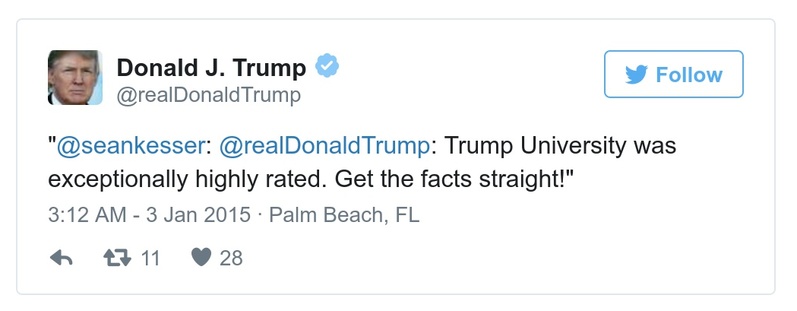 Donald J. Trump
@realDonaldTrump
Follow
"@seankesser: @realDonaldTrump: Trump University was
exceptionally highly rated. Get the facts straight!"
3:12 AM - 3 Jan 2015 · Palm Beach, FL
11 28